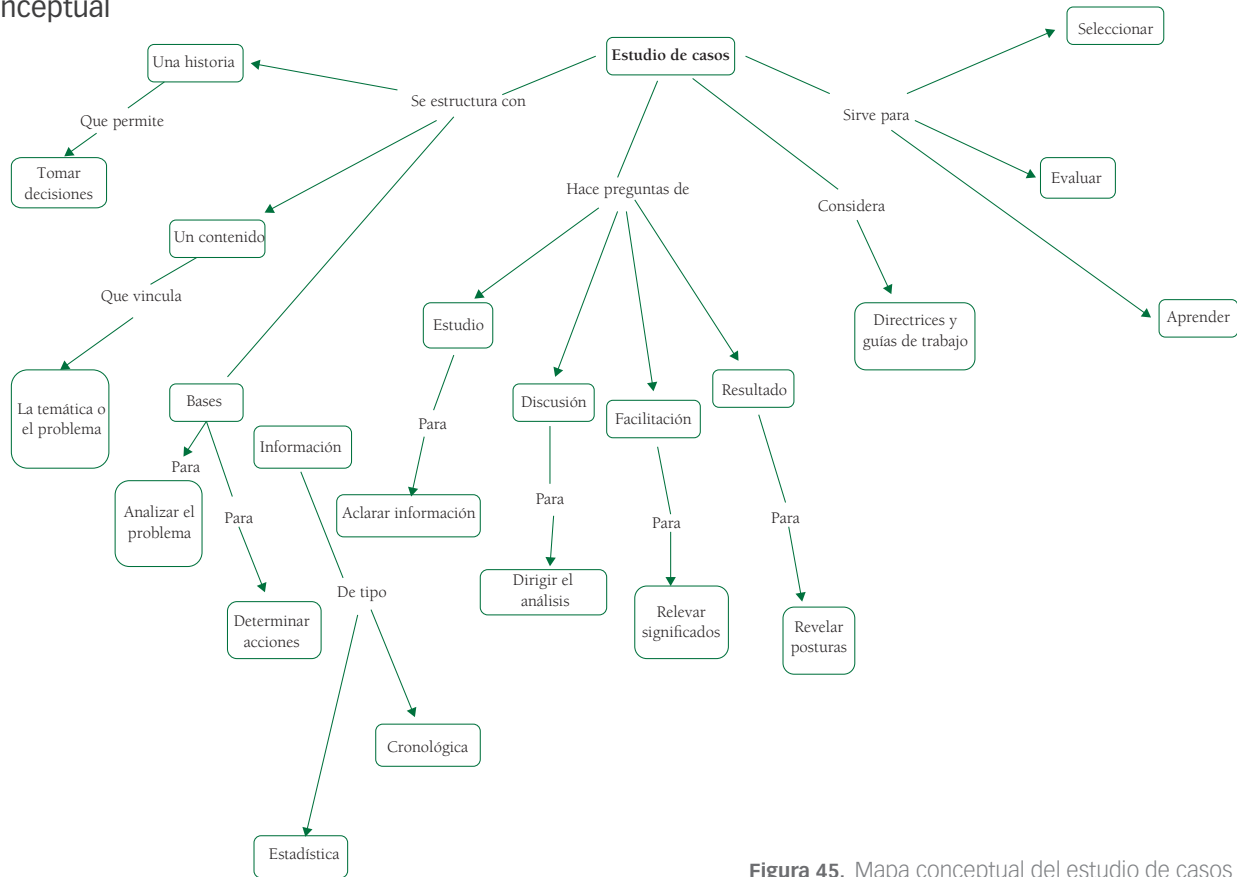 nceptual
Estudio de casos
Seleccionar
Una historia
Se estructura con
Sirve para
Que permite
Tomar
decisiones
Evaluar
Hace preguntas de
Considera
Un contenido
Que vincula
Estudio
Directrices y
guías de trabajo
Aprender
La temática o
el problema
Bases
Discusión
Facilitación
Resultado
Para
Información
Para
Analizar el
problema
Para
Aclarar información
Para
Para
Para
Determinar
acciones
De tipo
Dirigir el
análisis
Relevar
significados
Revelar
posturas
Cronológica
Estadística
Figura 45. Mapa conceptual del estudio de casos